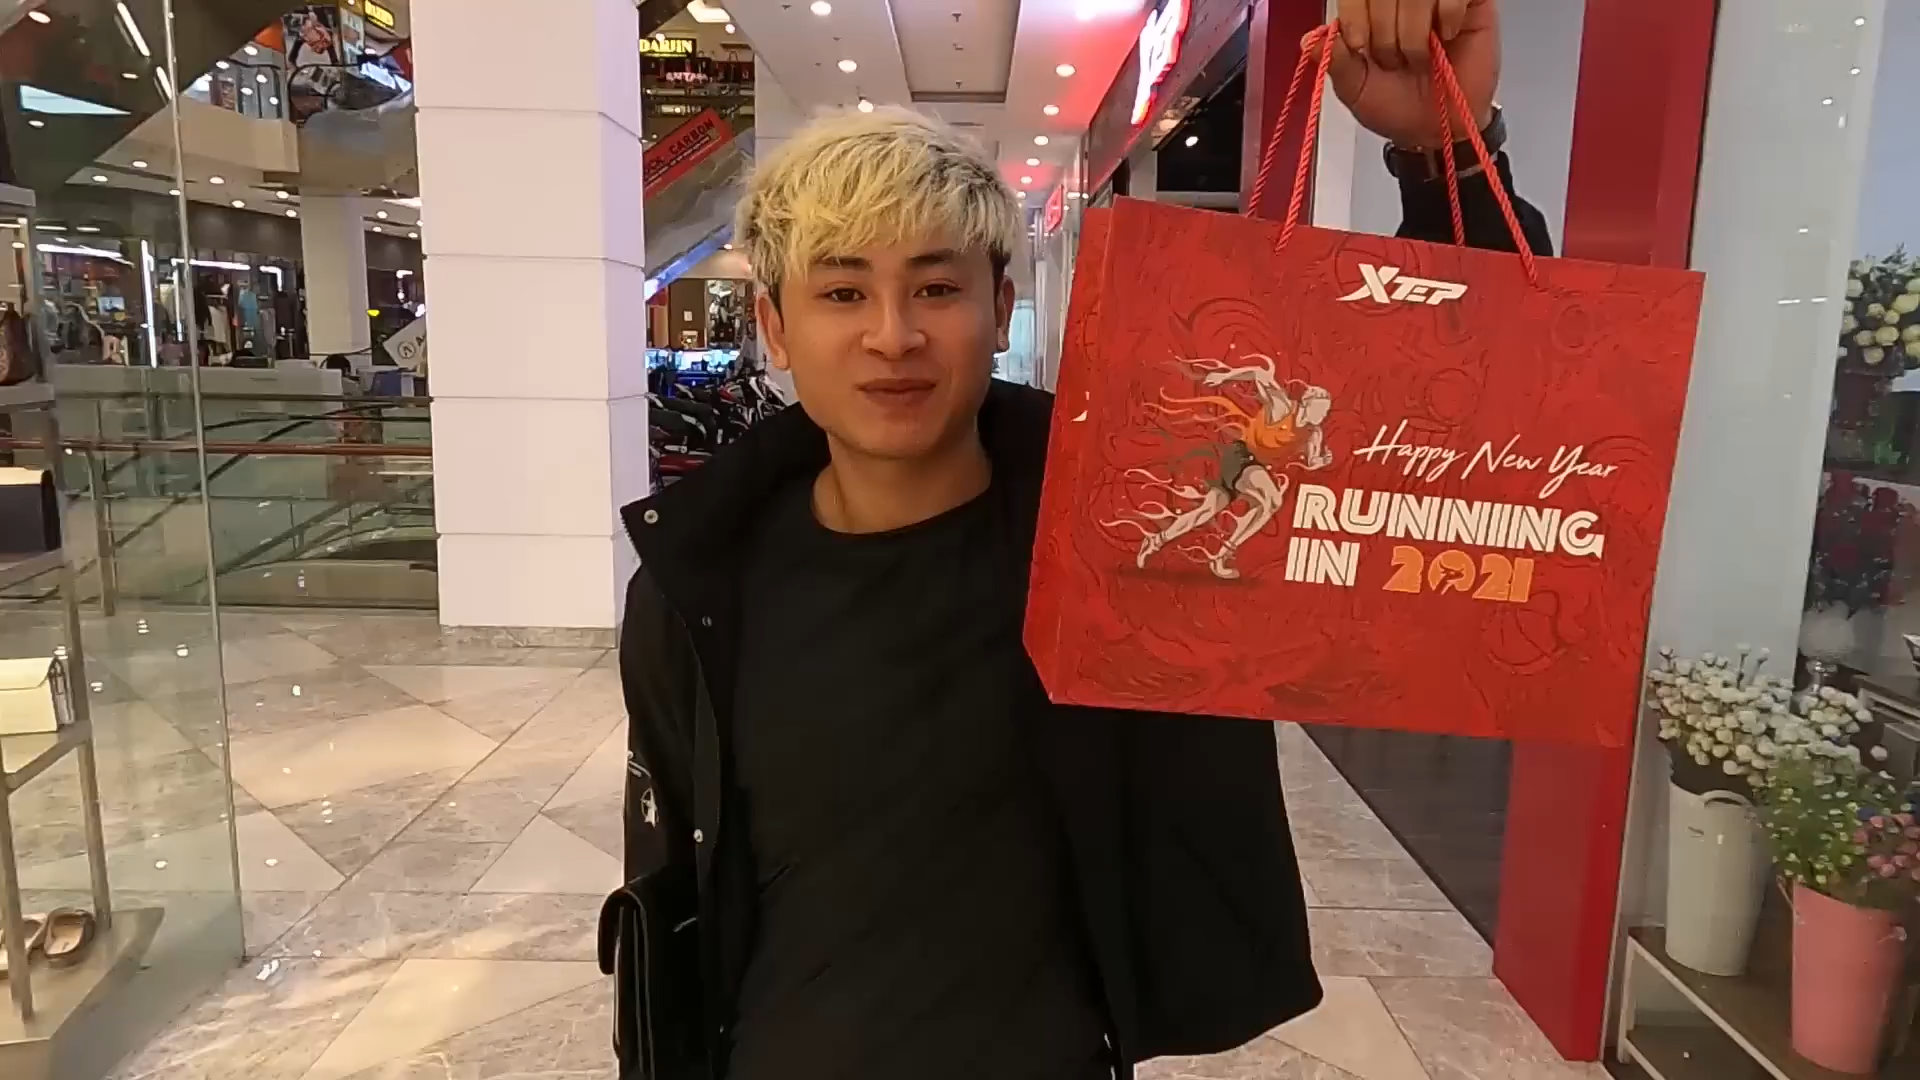 DARJIN
XTEP
Happy New Year
RUNNING
IN 2021